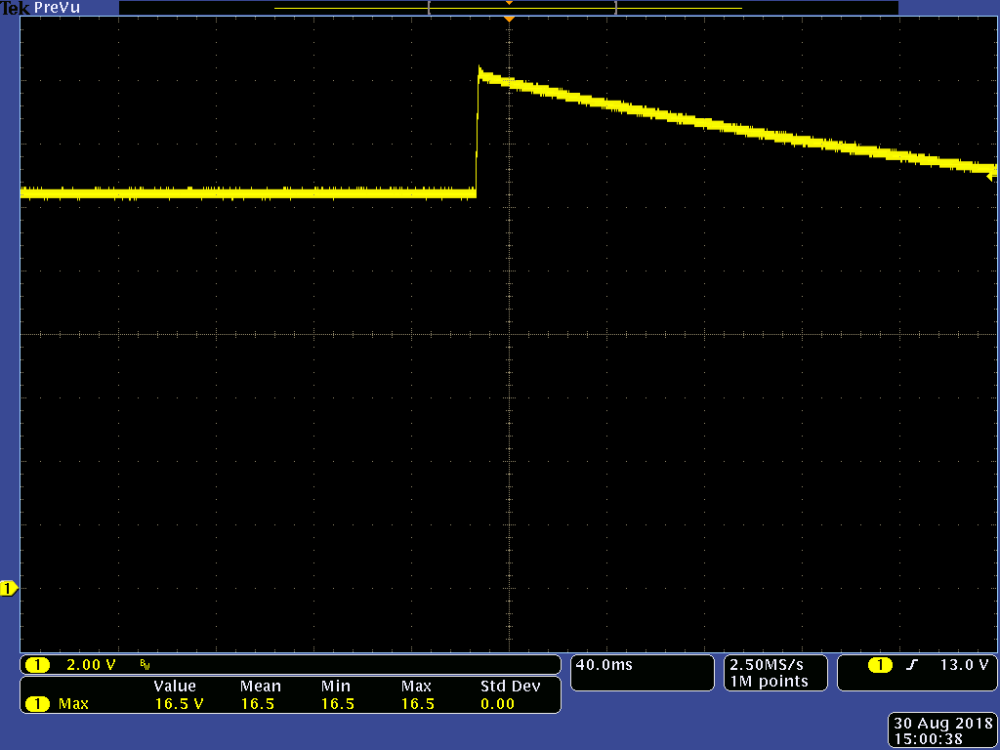 Tek PreVu
1
1 2.00 V BW
Value Mean Min Max Std Dev
1 Max 16.5 V 16.5 16.5 16.5 0.00
40.0ms
2.50MS/s
1M points
1 13.0 V
30 Aug 2018
15:00:38